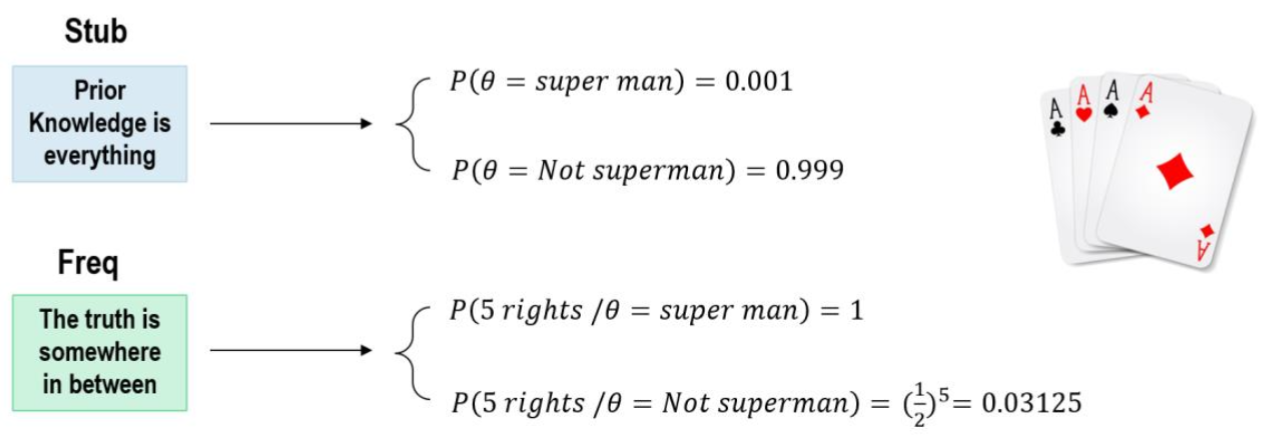 Stub
Prior
Knowledge is
everything
P(θ = super man) = 0.001
P(θ = Not superman) = 0.999
Freq
The truth is
somewhere
in between
P(5 rights /θ = super man) = 1
P(5 rights /θ = Not superman) = (1/2)^5= 0.03125
A
A
A
A
A